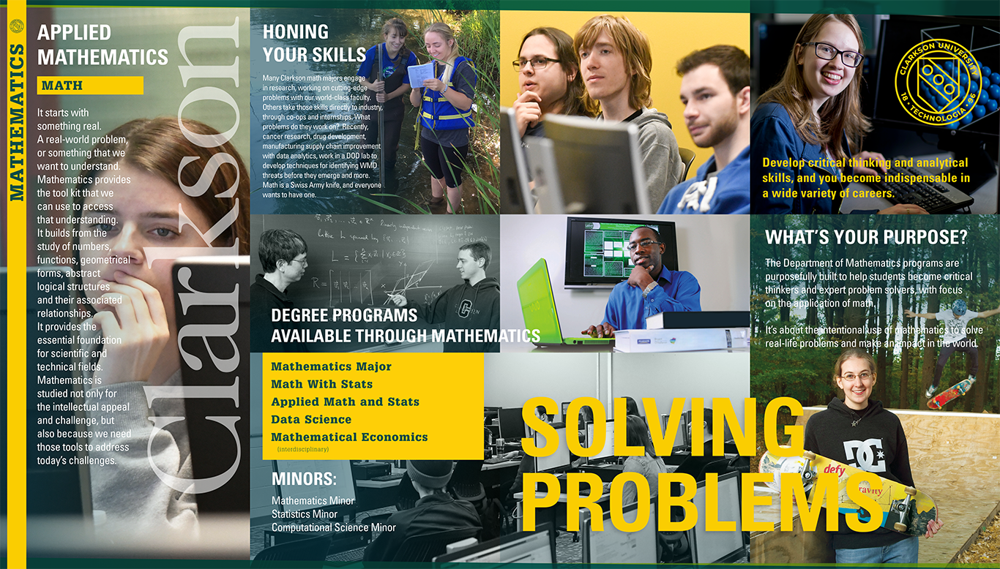 MATHEMATICS
APPLIED
MATHEMATICS
MATH
It starts with
something real.
A real-world problem,
or something that we
want to understand.
Mathematics provides
the tool kit that we
can use to access
that understanding.
It builds from the
study of numbers,
functions, geometrical
forms, abstract
logical structures
and their associated
relationships.
It provides the
essential foundation
for scientific and
technical fields.
Mathematics is
studied not only for
the intellectual appeal
and challenge, but
also because we need
those tools to address
today's challenges.
Clarkson
HONING
YOUR SKILLS
Many Clarkson math majors engage
in research, working on cutting-edge
problems with our world-class faculty.
Others take those skills directly to industry,
through co-ops and internships. What
problems do they work on? Recently,
cancer research, drug development,
manufacturing supply chain improvement
with data analytics, work in a DOD lab to
develop techniques for identifying WMD
threats before they emerge and more.
Math is a Swiss Army knife, and everyone
wants to have one.
DEGREE PROGRAMS
AVAILABLE THROUGH MATHEMATICS
Mathematics Major
Math With Stats
Applied Math and Stats
Data Science
Mathematical Economics
(interdisciplinary)
MINORS:
Mathematics Minor
Statistics Minor
Computational Science Minor
SOLVING
PROBLEMS
CLARKSON UNIVERSITY
18 • TECHNOLOGIA • 96
Develop critical thinking and analytical
skills, and you become indispensable in
a wide variety of careers.
WHAT'S YOUR PURPOSE?
The Department of Mathematics programs are
purposefully built to help students become critical
thinkers and expert problem solvers, with focus
on the application of math.
It's about the intentional use of mathematics to solve
real-life problems and make an impact in the world.
DC
defy
ravity